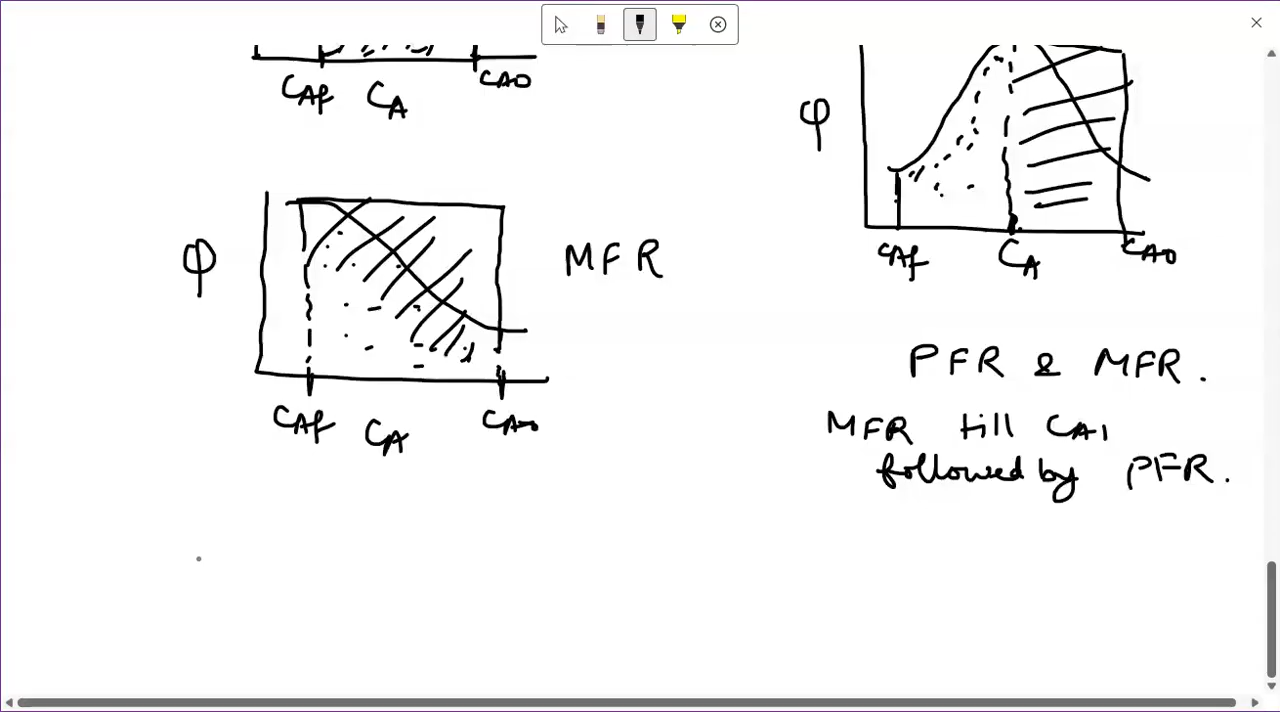 CAf CA CAO
φ
CAf CA CAO
φ
CAf CA CAO
MFR
PFR & MFR.
MFR till CA1
followed by PFR.